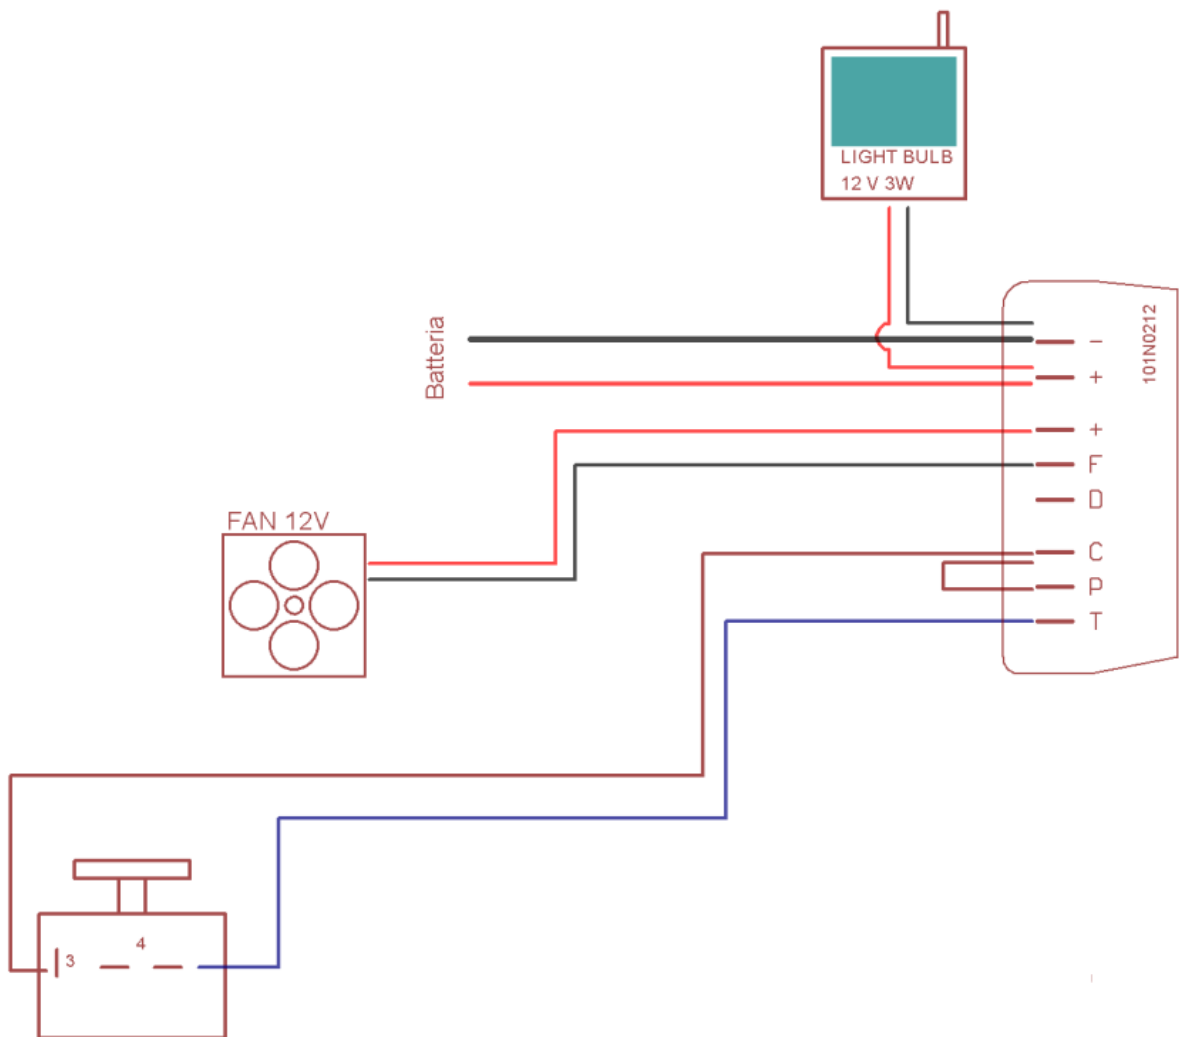 LIGHT BULB
12 V 3W
Batteria
101N0212
−
+
+
F
D
C
P
T
FAN 12V
4
3